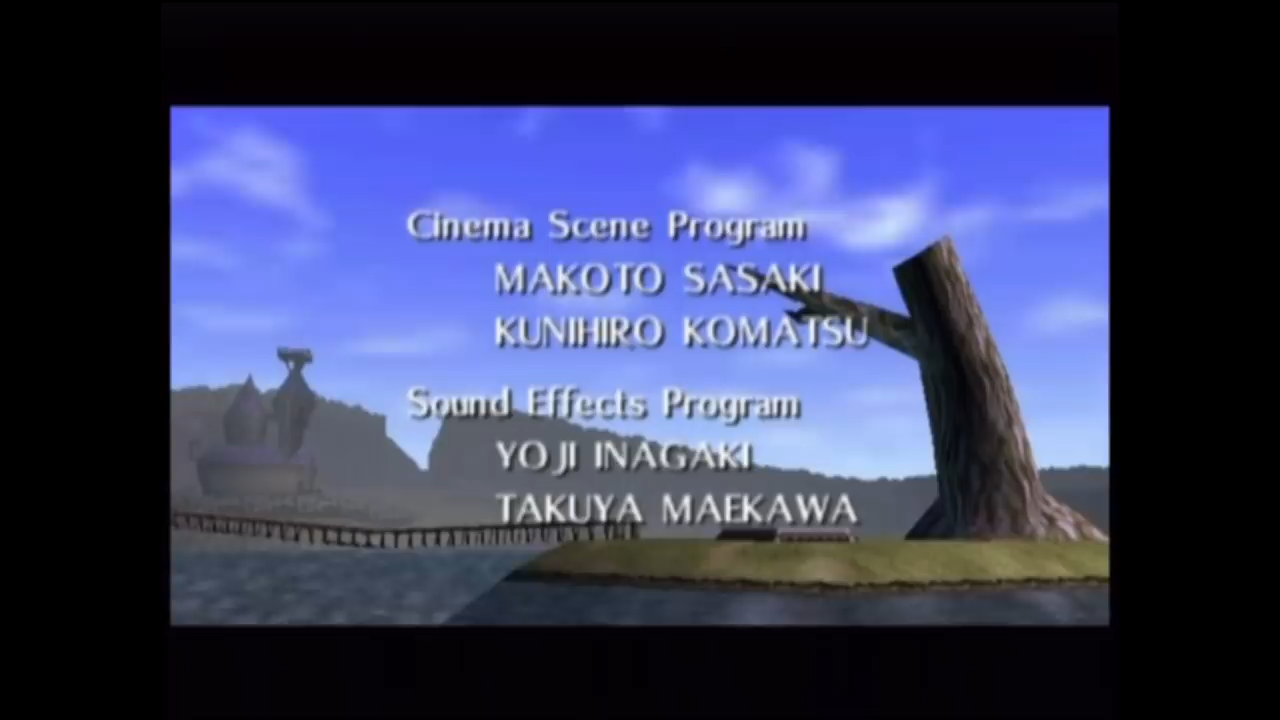 Cinema Scene Program
MAKOTO SASAKI
KUNIHIRO KOMATSU
Sound Effects Program
YOJI INAGAKI
TAKUYA MAEKAWA